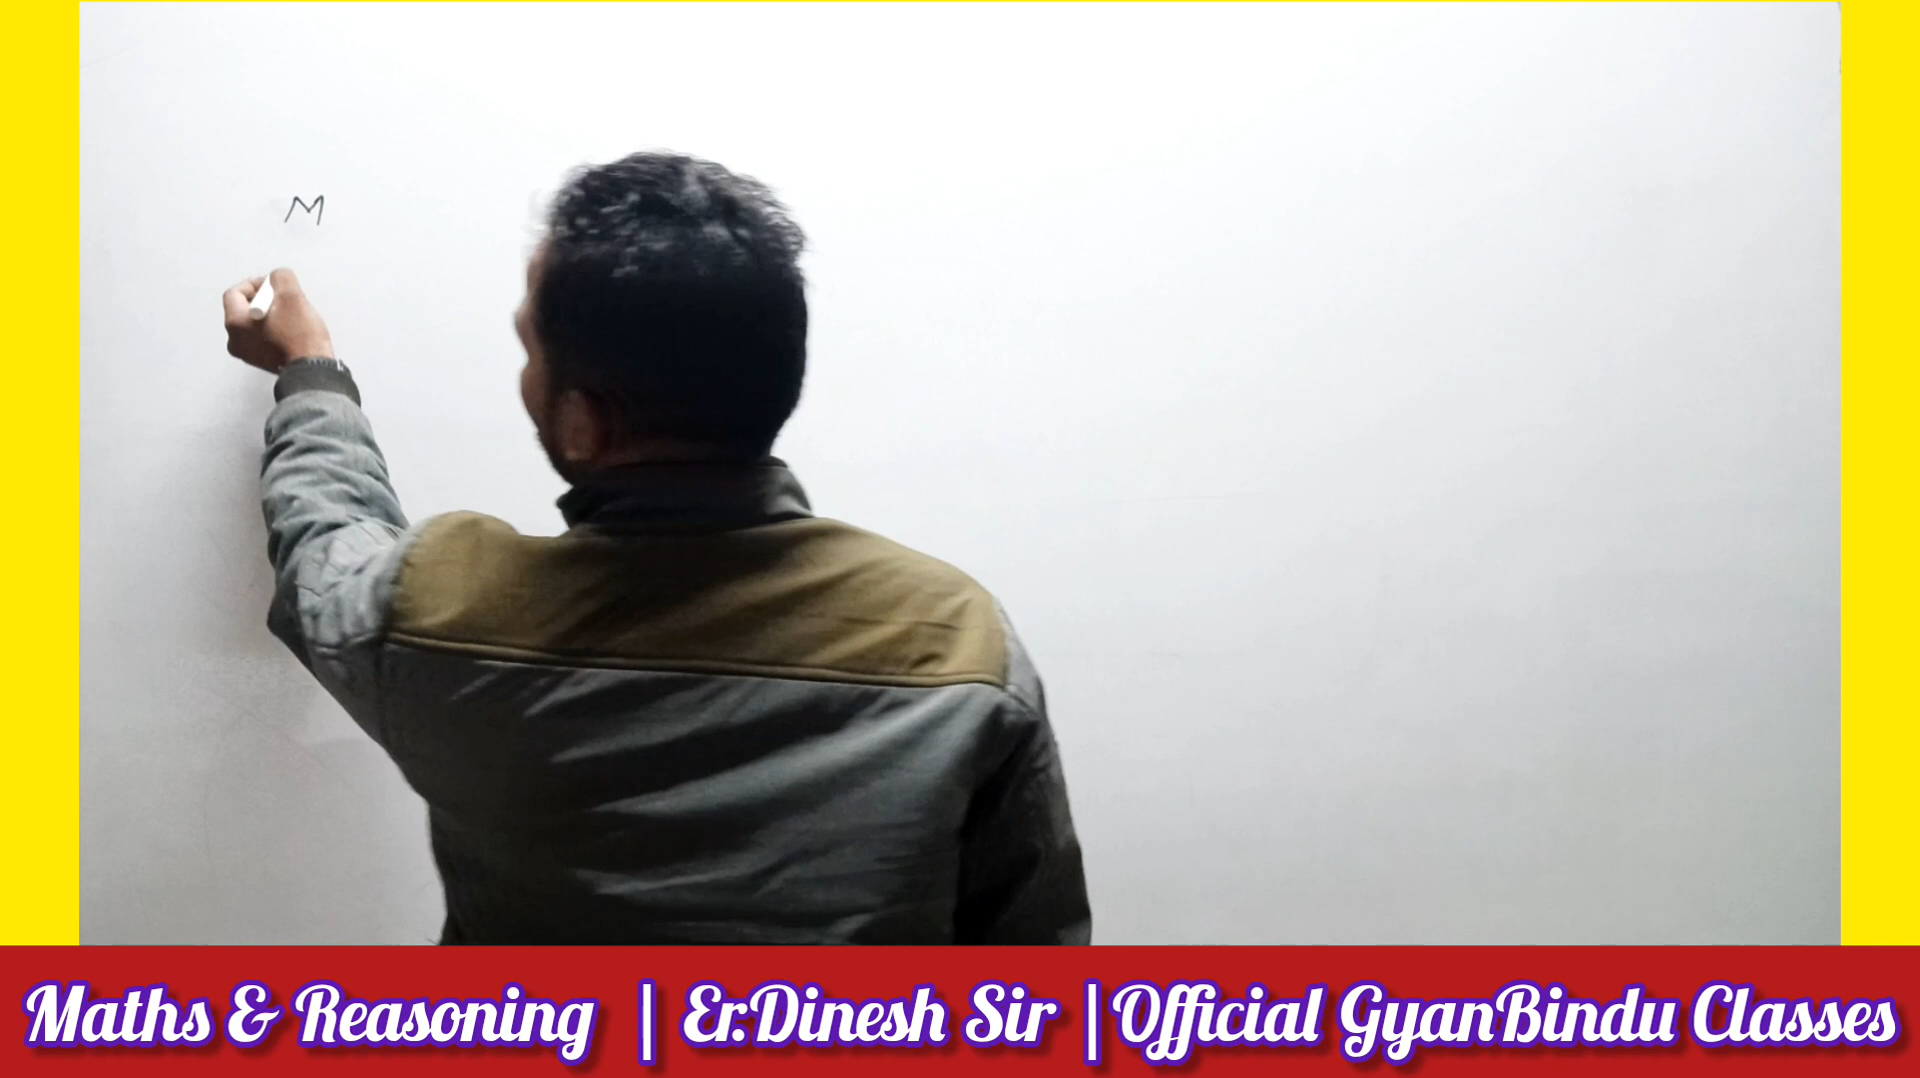 M
Maths & Reasoning | Er.Dinesh Sir | Official GyanBindu Classes